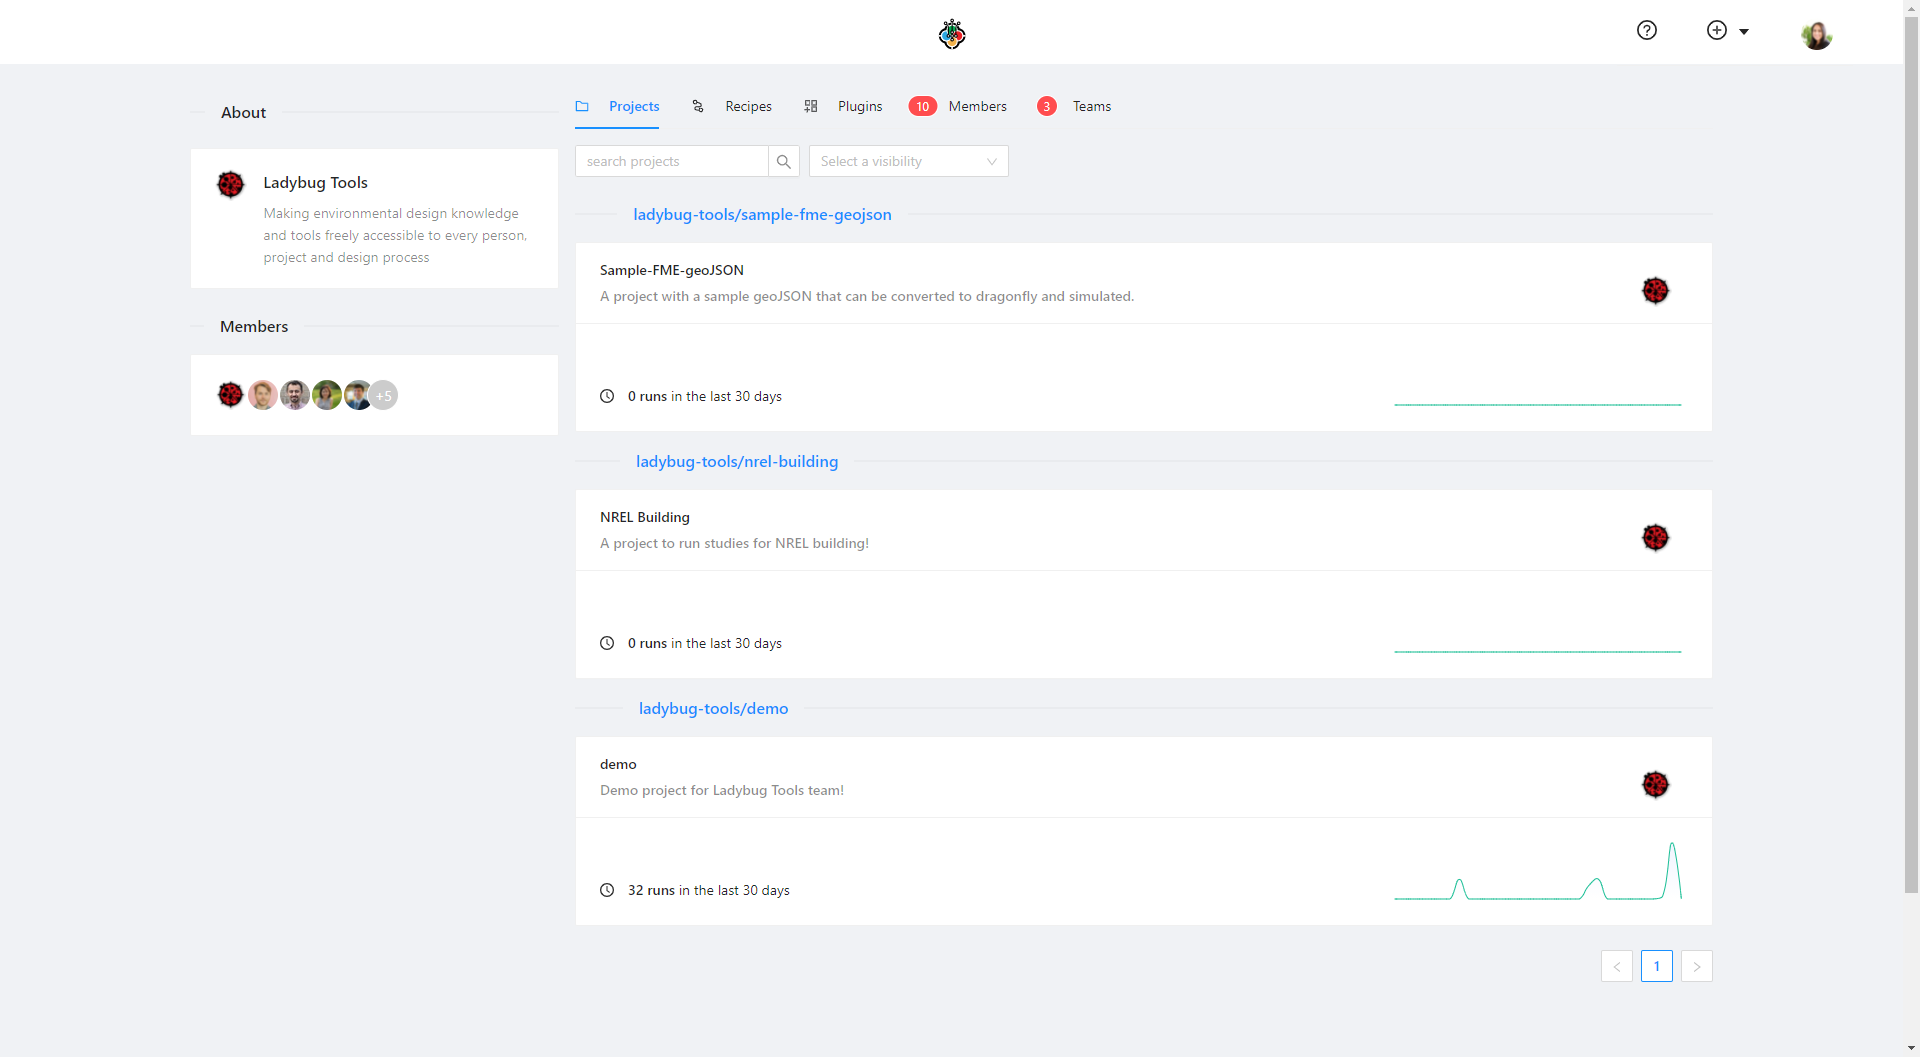 About
Ladybug Tools
Making environmental design knowledge
and tools freely accessible to every person,
project and design process
Members
+5
Projects
Recipes
Plugins
10 Members
3 Teams
search projects
Select a visibility
ladybug-tools/sample-fme-geojson
Sample-FME-geoJSON
A project with a sample geoJSON that can be converted to dragonfly and simulated.
0 runs in the last 30 days
ladybug-tools/nrel-building
NREL Building
A project to run studies for NREL building!
0 runs in the last 30 days
ladybug-tools/demo
demo
Demo project for Ladybug Tools team!
32 runs in the last 30 days
< 1 >